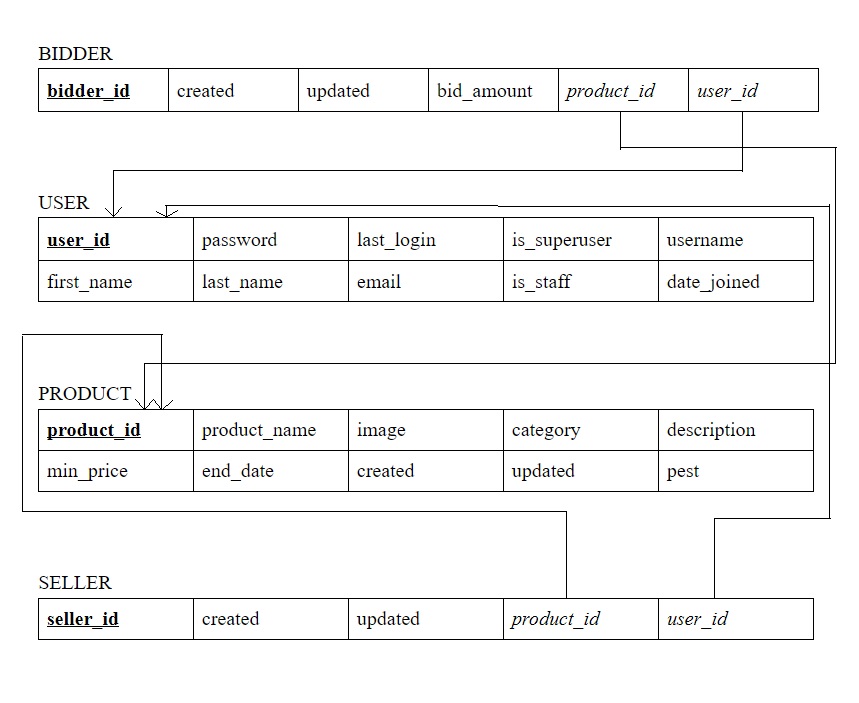 BIDDER
bidder_id created updated bid_amount product_id user_id
USER
user_id password last_login is_superuser username
first_name last_name email is_staff date_joined
PRODUCT
product_id product_name image category description
min_price end_date created updated pest
SELLER
seller_id created updated product_id user_id